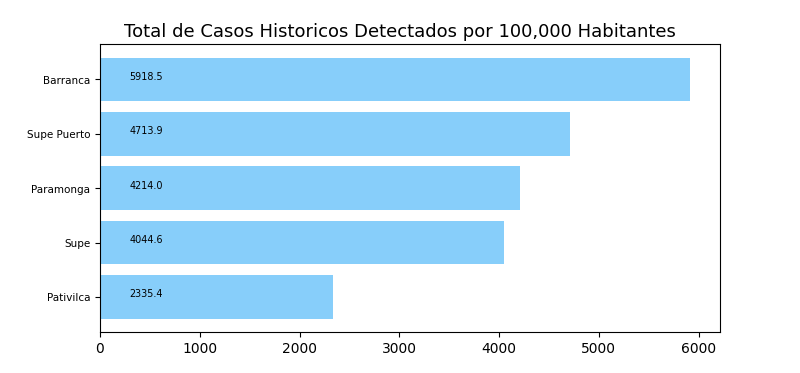 Total de Casos Historicos Detectados por 100,000 Habitantes
Barranca 5918.5
Supe Puerto 4713.9
Paramonga 4214.0
Supe 4044.6
Pativilca 2335.4
0 1000 2000 3000 4000 5000 6000